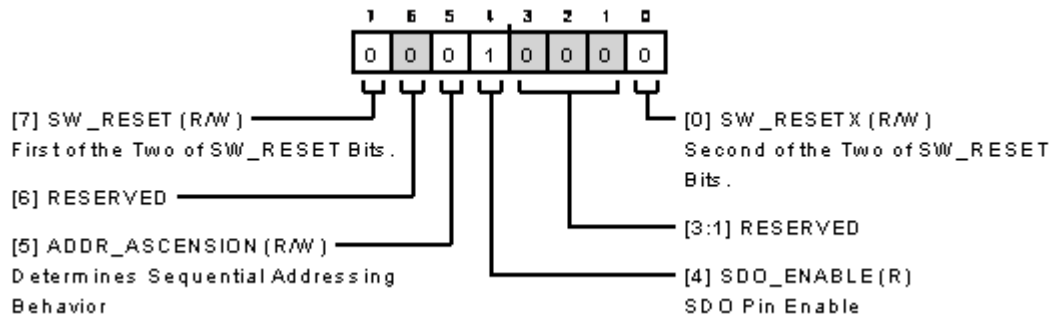 7 6 5 4 3 2 1 0
0 0 0 1 0 0 0 0
[7] SW_RESET (R/W)
First of the Two of SW_RESET Bits.
[6] RESERVED
[5] ADDR_ASCENSION (R/W)
Determines Sequential Addressing
Behavior
[0] SW_RESETX (R/W)
Second of the Two of SW_RESET
Bits.
[3:1] RESERVED
[4] SDO_ENABLE (R)
SDO Pin Enable